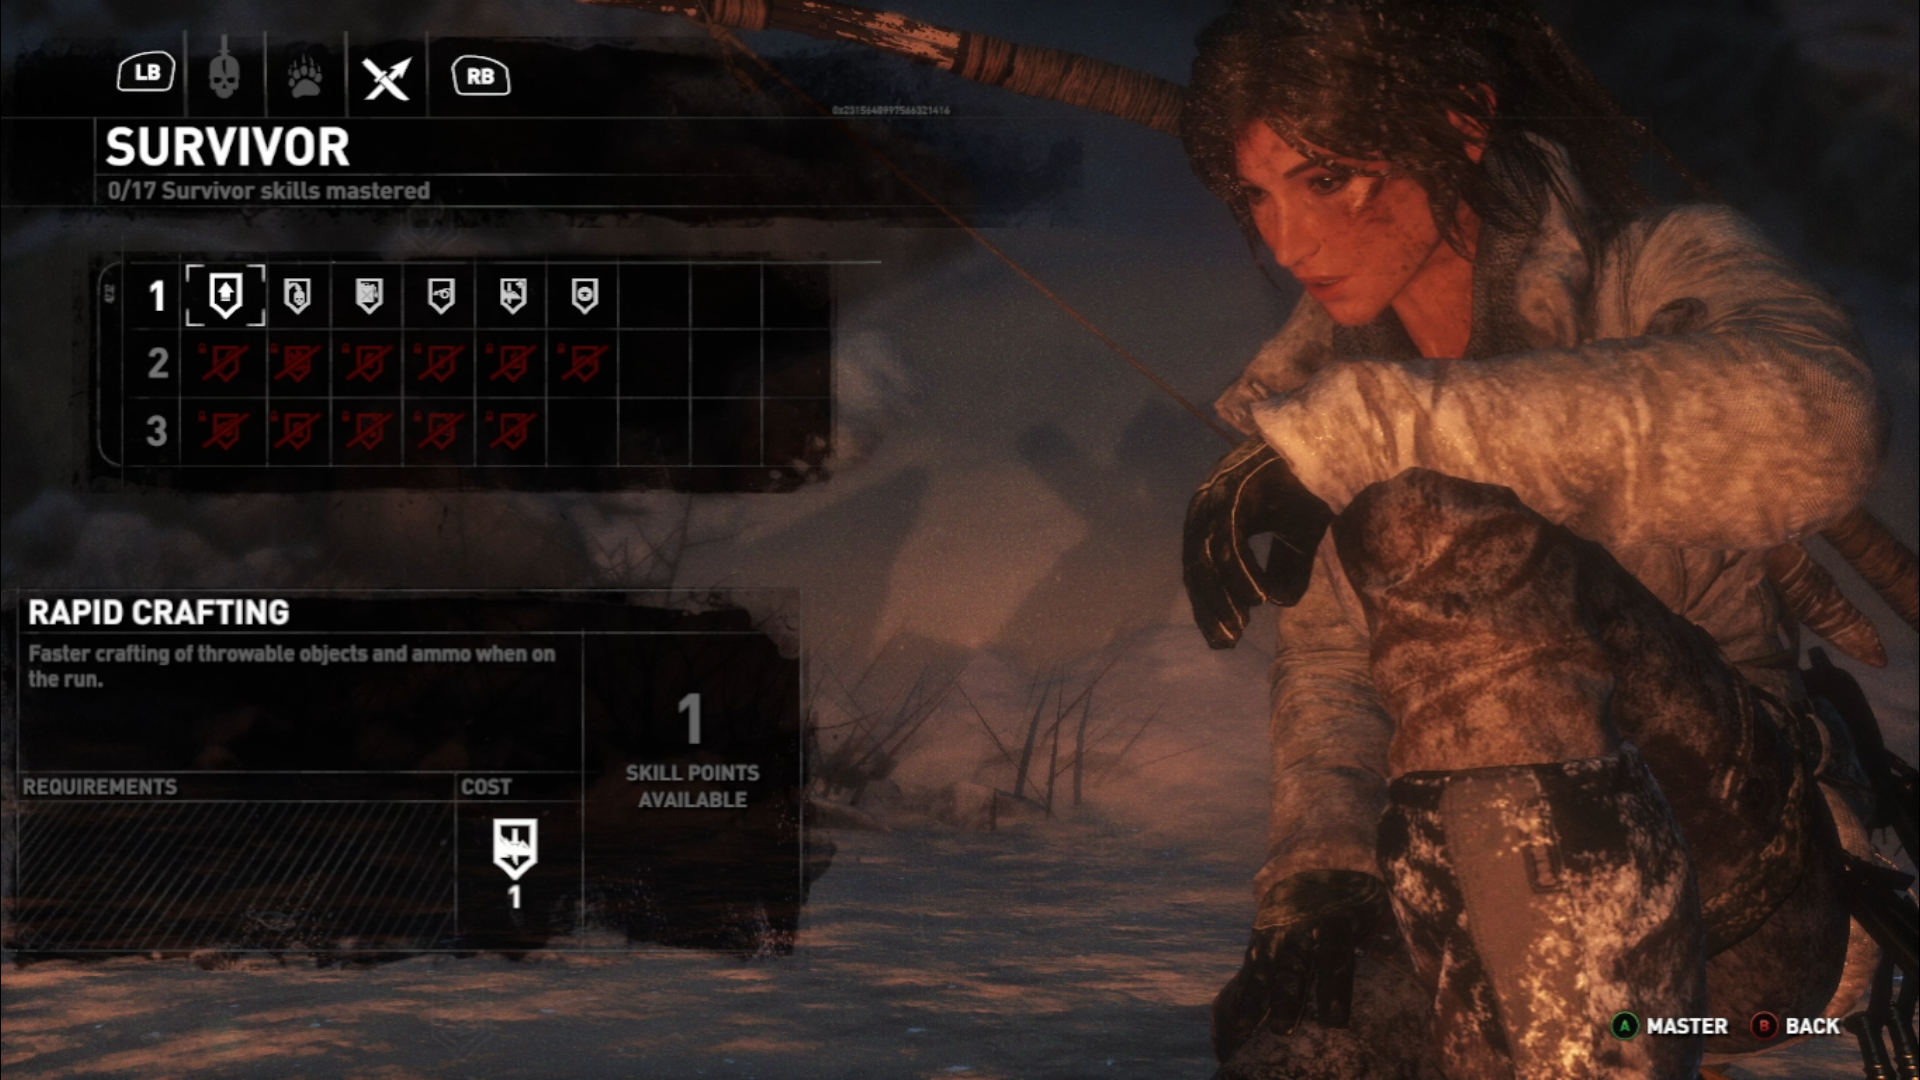 LB
RB
0x2315648997566321416
SURVIVOR
0/17 Survivor skills mastered
1
2
3
RAPID CRAFTING
Faster crafting of throwable objects and ammo when on
the run.
1
SKILL POINTS
AVAILABLE
REQUIREMENTS
COST
1
A MASTER B BACK